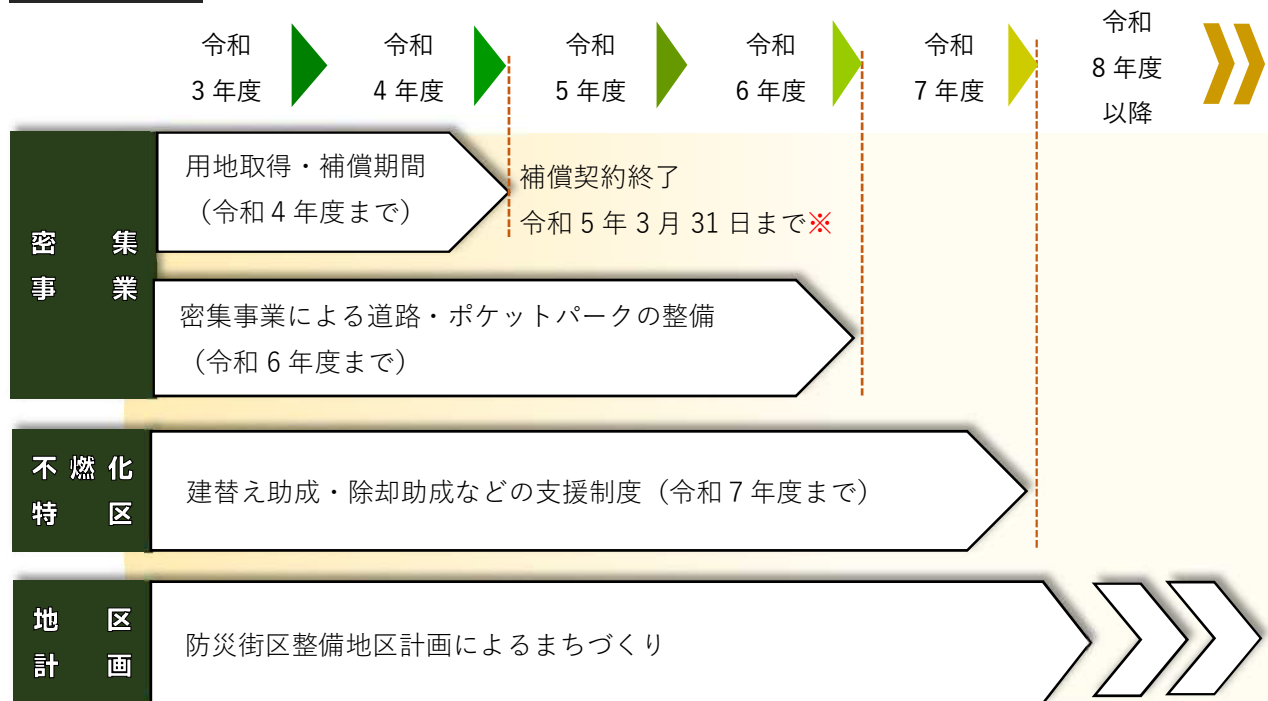 令和
3年度
令和
4年度
令和
5年度
令和
6年度
令和
7年度
令和
8年度
以降
密集
事業
用地取得・補償期間
（令和4年度まで）
補償契約終了
令和5年3月31日まで※
密集事業による道路・ポケットパークの整備
（令和6年度まで）
不燃化
特区
建替え助成・除却助成などの支援制度（令和7年度まで）
地区
計画
防災街区整備地区計画によるまちづくり